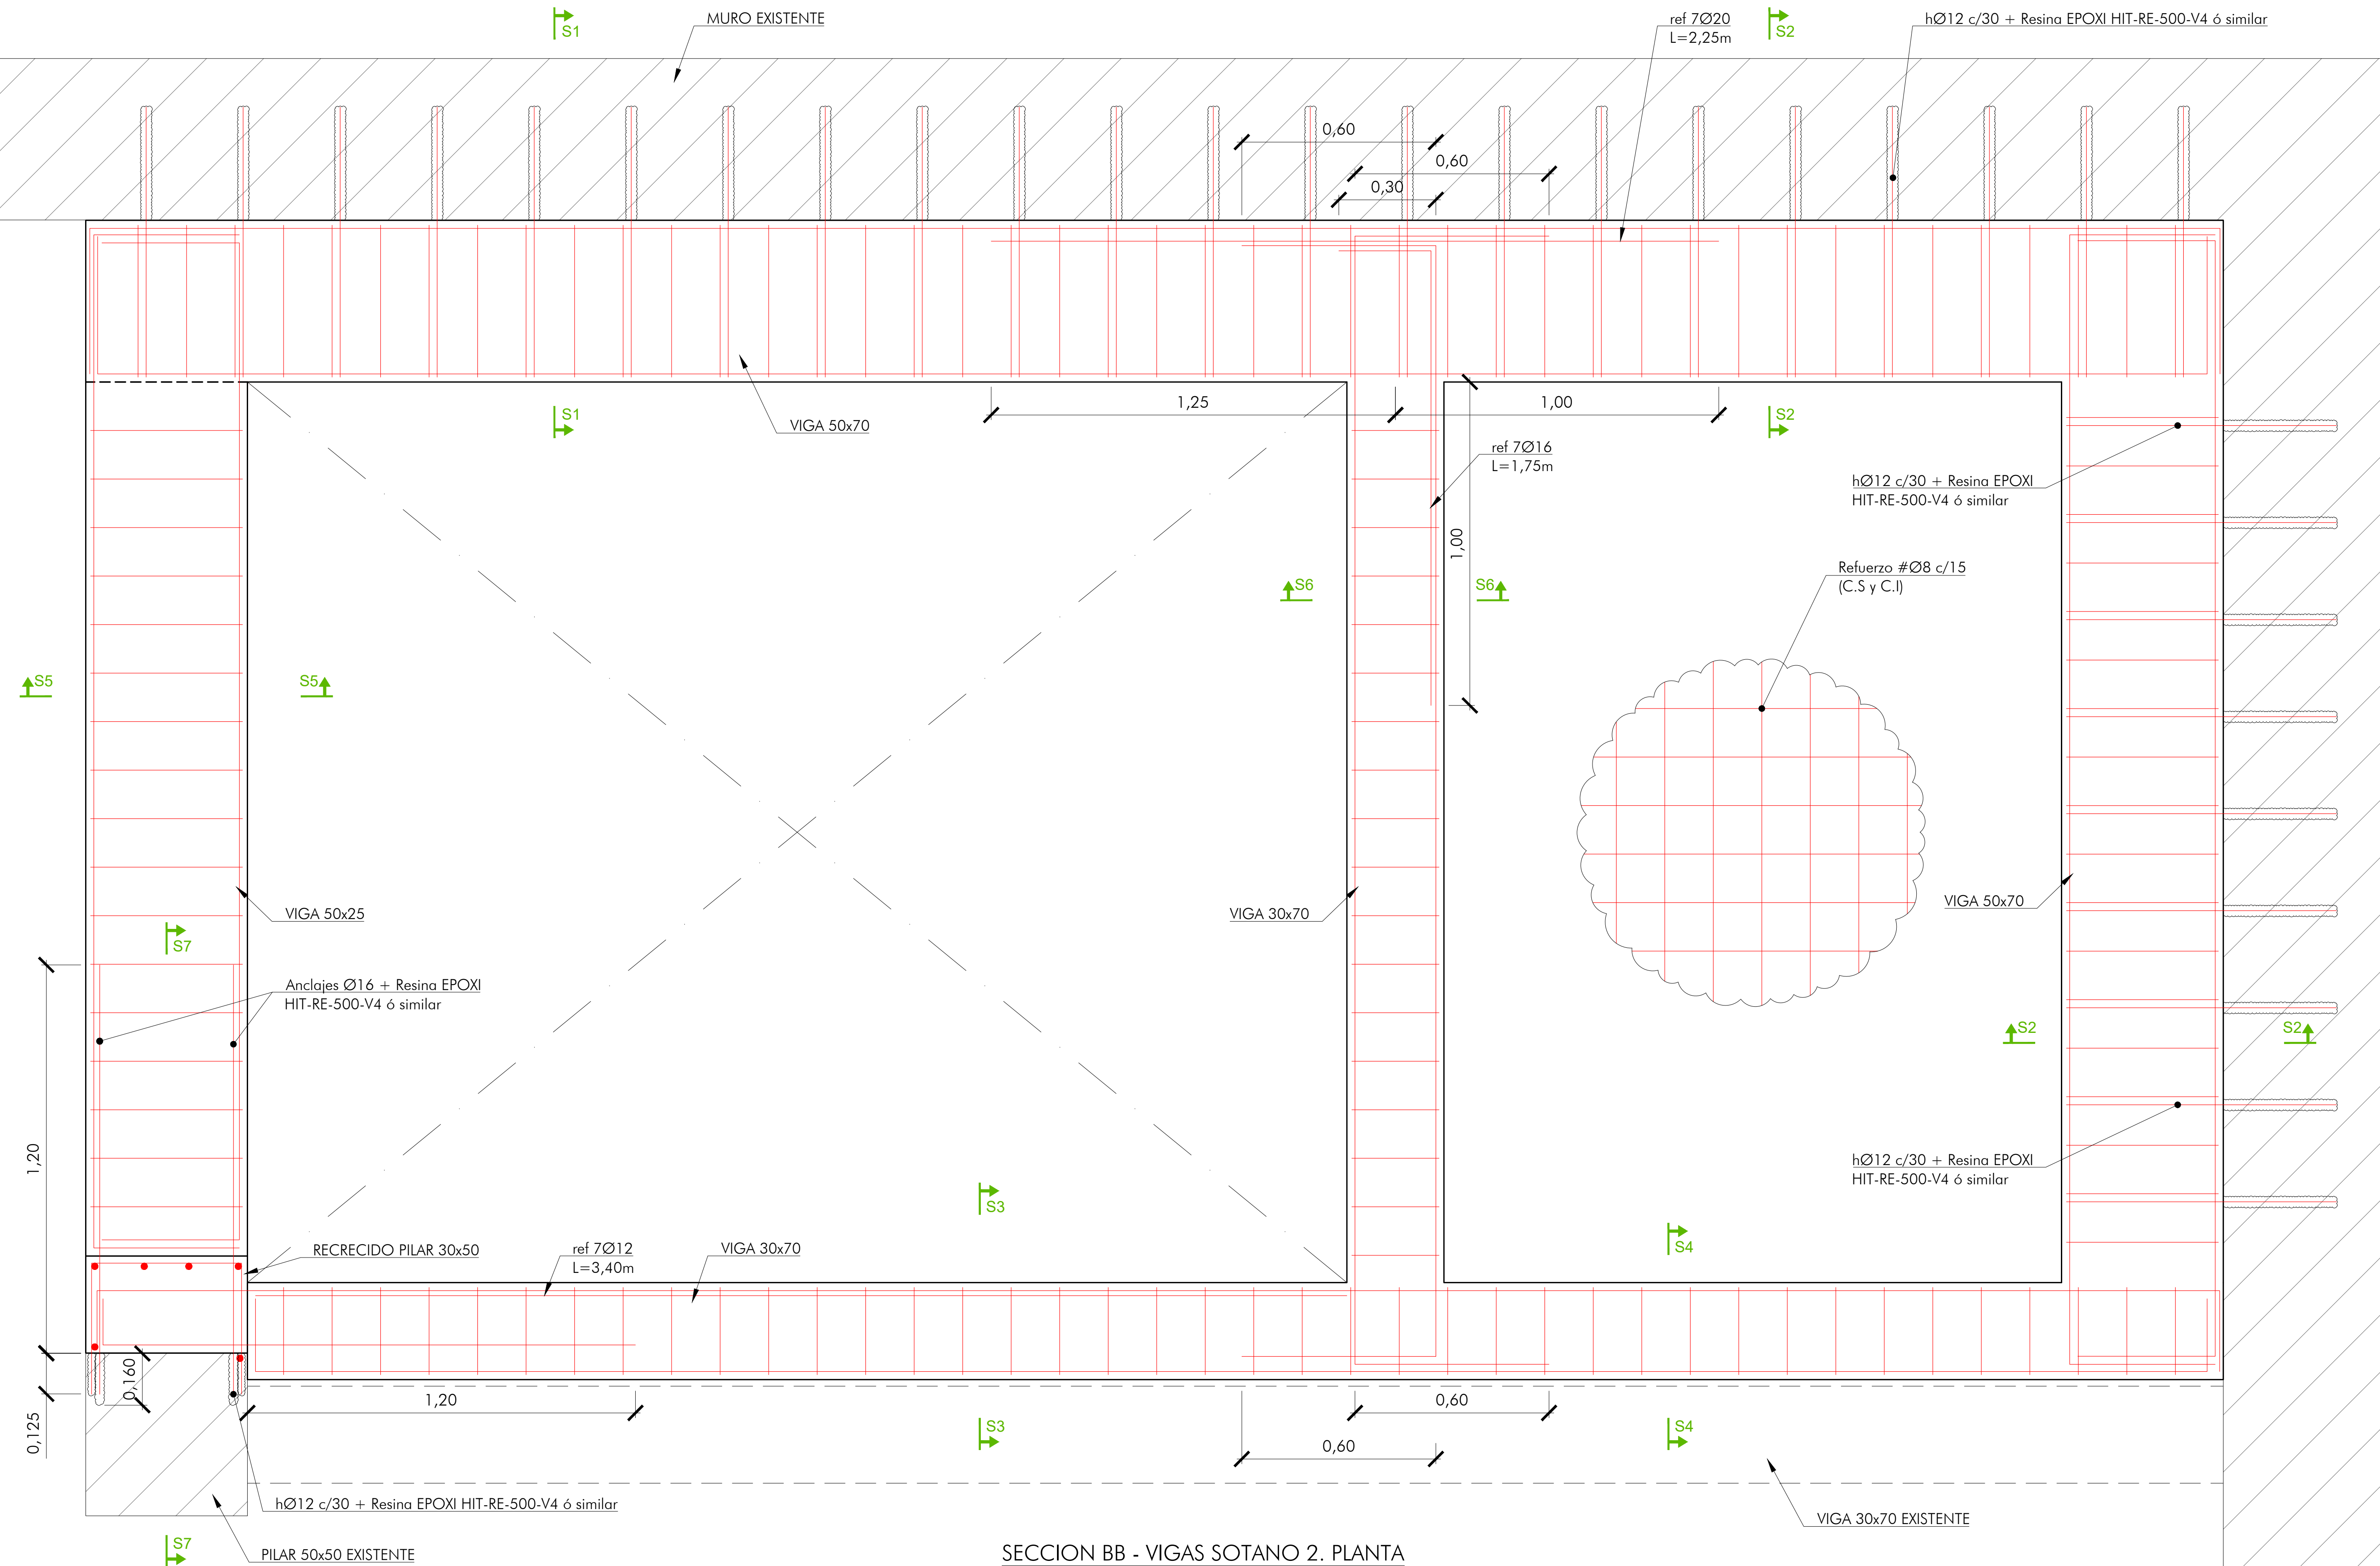 S1
MURO EXISTENTE
ref 7Ø20
L=2,25m
S2
hØ12 c/30 + Resina EPOXI HIT-RE-500-V4 ó similar
0,60
0,60
0,30
1,25
1,00
S1
VIGA 50x70
S2
ref 7Ø16
L=1,75m
hØ12 c/30 + Resina EPOXI
HIT-RE-500-V4 ó similar
1,00
Refuerzo #Ø8 c/15
(C.S y C.I)
S6
S6
S5
S5
VIGA 50x25
VIGA 30x70
VIGA 50x70
S7
Anclajes Ø16 + Resina EPOXI
HIT-RE-500-V4 ó similar
S2
S2
1,20
hØ12 c/30 + Resina EPOXI
HIT-RE-500-V4 ó similar
S3
S4
RECRECIDO PILAR 30x50
ref 7Ø12
L=3,40m
VIGA 30x70
0,160
0,125
1,20
0,60
S3
S4
0,60
hØ12 c/30 + Resina EPOXI HIT-RE-500-V4 ó similar
VIGA 30x70 EXISTENTE
S7
PILAR 50x50 EXISTENTE
SECCION BB - VIGAS SOTANO 2. PLANTA